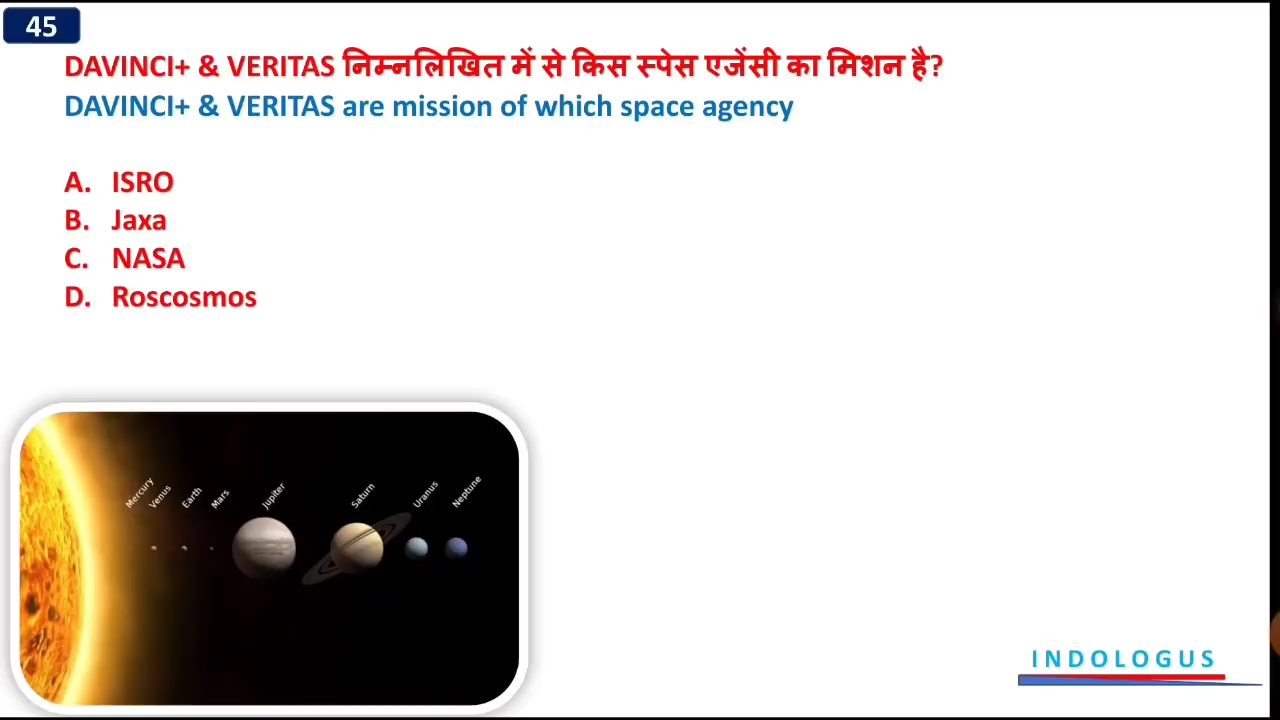 45
DAVINCI+ & VERITAS निम्नलिखित में से किस स्पेस एजेंसी का मिशन है?
DAVINCI+ & VERITAS are mission of which space agency
A. ISRO
B. Jaxa
C. NASA
D. Roscosmos
Mercury
Venus
Earth
Mars
Jupiter
Saturn
Uranus
Neptune
INDOLOGUS